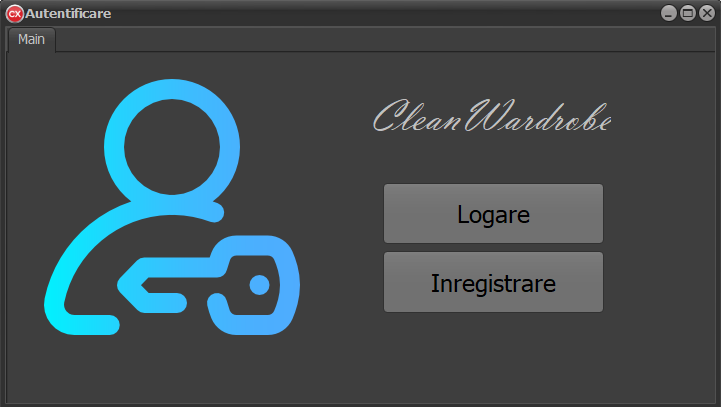 CX Autentificare
Main
CleanWardrobe
Logare
Inregistrare